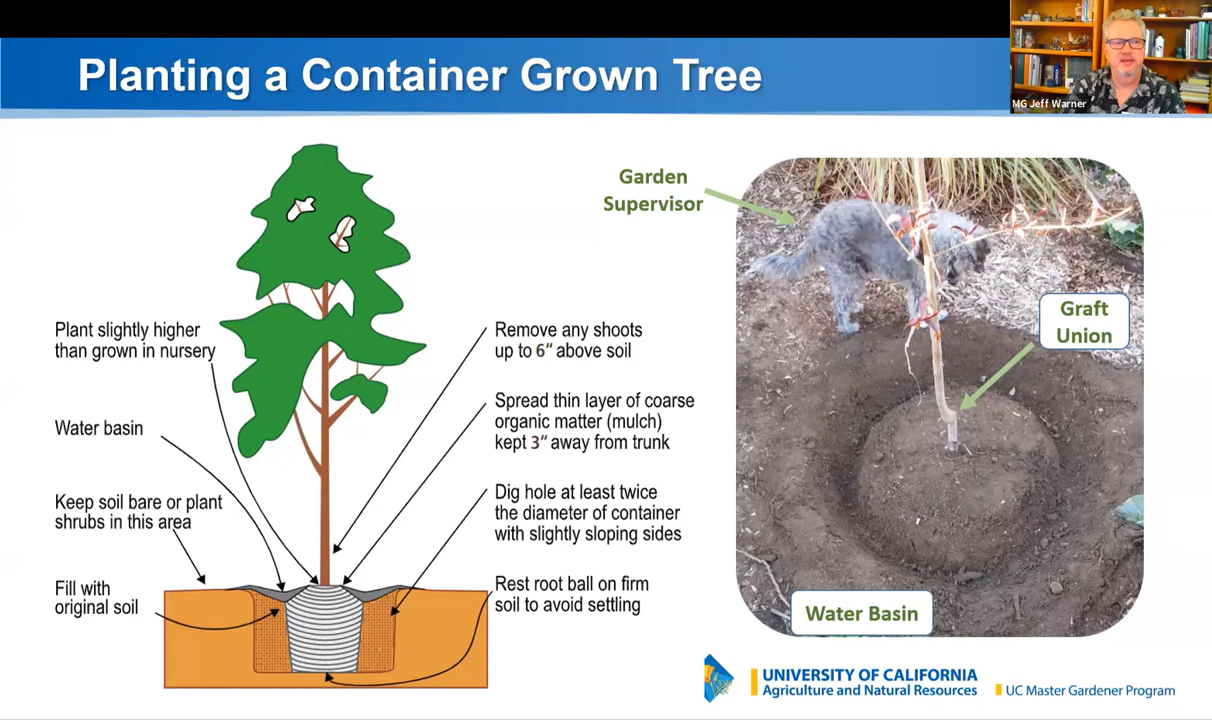 Planting a Container Grown Tree
MG Jeff Warner
Plant slightly higher
than grown in nursery
Water basin
Keep soil bare or plant
shrubs in this area
Fill with
original soil
Remove any shoots
up to 6“ above soil
Spread thin layer of coarse
organic matter (mulch)
kept 3“ away from trunk
Dig hole at least twice
the diameter of container
with slightly sloping sides
Rest root ball on firm
soil to avoid settling
Garden
Supervisor
Graft
Union
Water Basin
UNIVERSITY OF CALIFORNIA
Agriculture and Natural Resources
UC Master Gardener Program